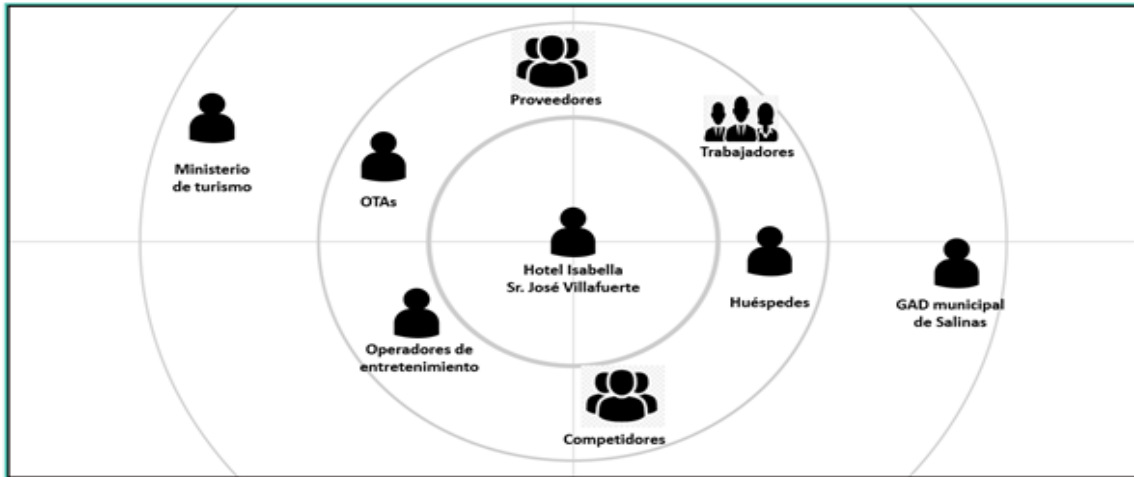 Proveedores
Trabajadores
Ministerio
de turismo
OTAs
Hotel Isabella
Sr. José Villafuerte
Huéspedes
GAD municipal
de Salinas
Operadores de
entretenimiento
Competidores